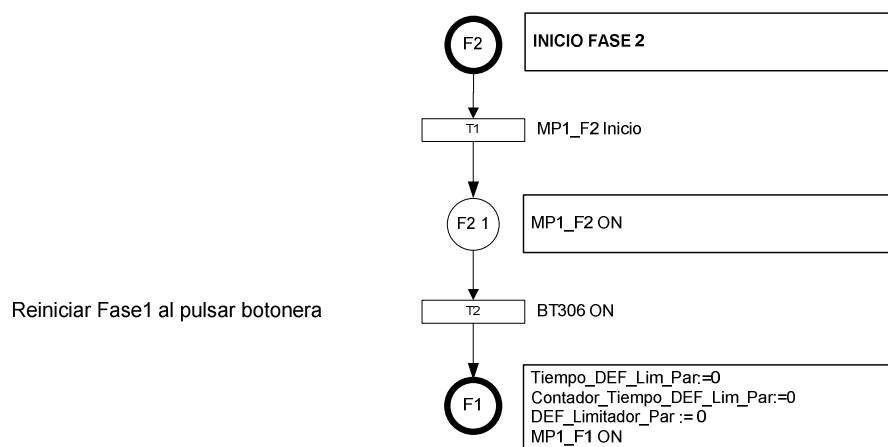 F2
INICIO FASE 2
T1
MP1_F2 Inicio
F2 1
MP1_F2 ON
Reiniciar Fase1 al pulsar botonera
T2
BT306 ON
F1
Tiempo_DEF_Lim_Par:=0
Contador_Tiempo_DEF_Lim_Par:=0
DEF_Limitador_Par := 0
MP1_F1 ON